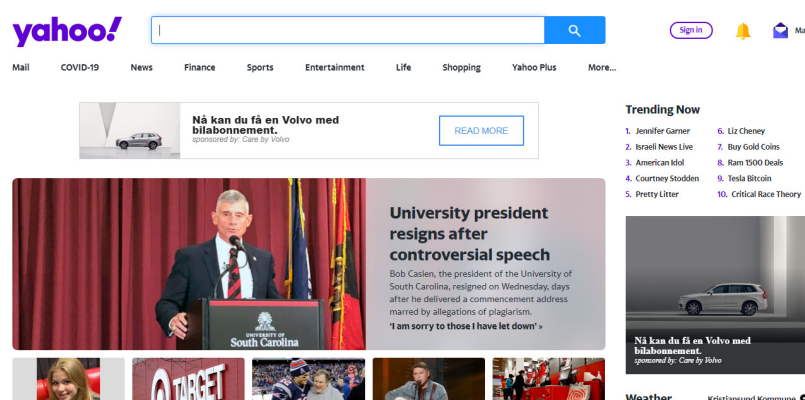 yahoo!
Sign in
Ma
Mail COVID-19 News Finance Sports Entertainment Life Shopping Yahoo Plus More...
Nå kan du få en Volvo med
bilabonnement.
sponsored by: Care by Volvo
READ MORE
University president
resigns after
controversial speech
Bob Caslen, the president of the University of
South Carolina, resigned on Wednesday, days
after he delivered a commencement address
marred by allegations of plagiarism.
'I am sorry to those I have let down' »
UNIVERSITY OF
South Carolina
TARGET
Trending Now
1. Jennifer Garner
2. Israeli News Live
3. American Idol
4. Courtney Stodden
5. Pretty Litter
6. Liz Cheney
7. Buy Gold Coins
8. Ram 1500 Deals
9. Tesla Bitcoin
10. Critical Race Theory
Nå kan du få en Volvo med
bilabonnement.
sponsored by: Care by Volvo
Weather Kristiansund Kommune